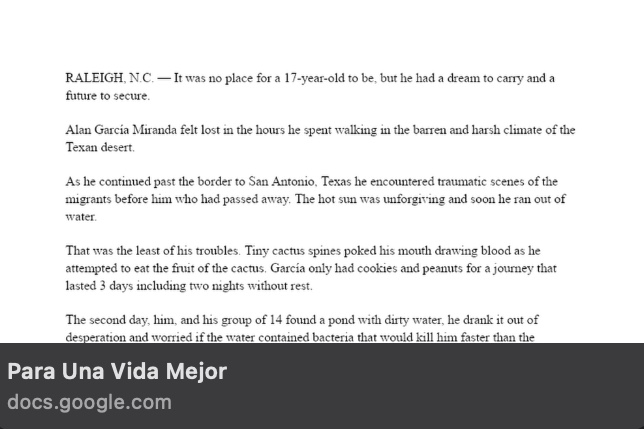 RALEIGH, N.C. — It was no place for a 17-year-old to be, but he had a dream to carry and a
future to secure.
Alan García Miranda felt lost in the hours he spent walking in the barren and harsh climate of the
Texan desert.
As he continued past the border to San Antonio, Texas he encountered traumatic scenes of the
migrants before him who had passed away. The hot sun was unforgiving and soon he ran out of
water.
That was the least of his troubles. Tiny cactus spines poked his mouth drawing blood as he
attempted to eat the fruit of the cactus. García only had cookies and peanuts for a journey that
lasted 3 days including two nights without rest.
The second day, him, and his group of 14 found a pond with dirty water, he drank it out of
desperation and worried if the water contained bacteria that would kill him faster than the
Para Una Vida Mejor
docs.google.com